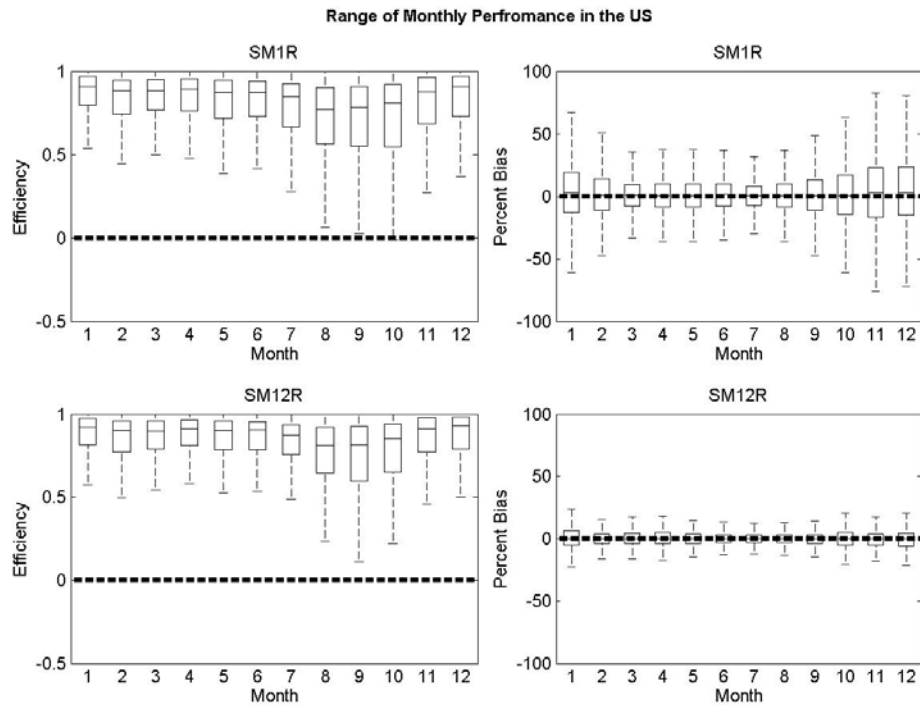 Range of Monthly Perfromance in the US
SM1R
1
0.5
0
-0.5
Efficiency
1 2 3 4 5 6 7 8 9 10 11 12
Month
SM1R
100
50
0
-50
-100
Percent Bias
1 2 3 4 5 6 7 8 9 10 11 12
Month
SM12R
1
0.5
0
-0.5
Efficiency
1 2 3 4 5 6 7 8 9 10 11 12
Month
SM12R
100
50
0
-50
-100
Percent Bias
1 2 3 4 5 6 7 8 9 10 11 12
Month